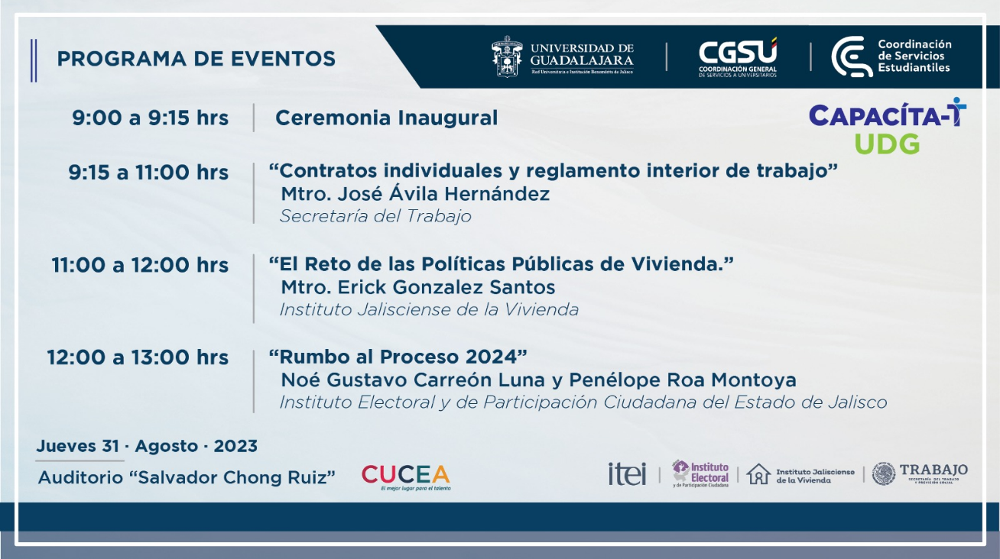 PROGRAMA DE EVENTOS
UNIVERSIDAD DE
GUADALAJARA
Red Universitaria e Institución Benemérita de Jalisco
CGSU
COORDINACIÓN GENERAL
DE SERVICIOS A UNIVERSITARIOS
Coordinación
de Servicios
Estudiantiles
CAPACÍTA-T
UDG
9:00 a 9:15 hrs
Ceremonia Inaugural
9:15 a 11:00 hrs
“Contratos individuales y reglamento interior de trabajo”
Mtro. José Ávila Hernández
Secretaría del Trabajo
11:00 a 12:00 hrs
“El Reto de las Políticas Públicas de Vivienda.”
Mtro. Erick Gonzalez Santos
Instituto Jalisciense de la Vivienda
12:00 a 13:00 hrs
“Rumbo al Proceso 2024”
Noé Gustavo Carreón Luna y Penélope Roa Montoya
Instituto Electoral y de Participación Ciudadana del Estado de Jalisco
Jueves 31 · Agosto · 2023
Auditorio “Salvador Chong Ruiz”
CUCEA
El mejor lugar para el talento
itei
Instituto
Electoral
y de Participación Ciudadana
Instituto Jalisciense
de la Vivienda
TRABAJO
SECRETARÍA DEL TRABAJO
Y PREVISIÓN SOCIAL